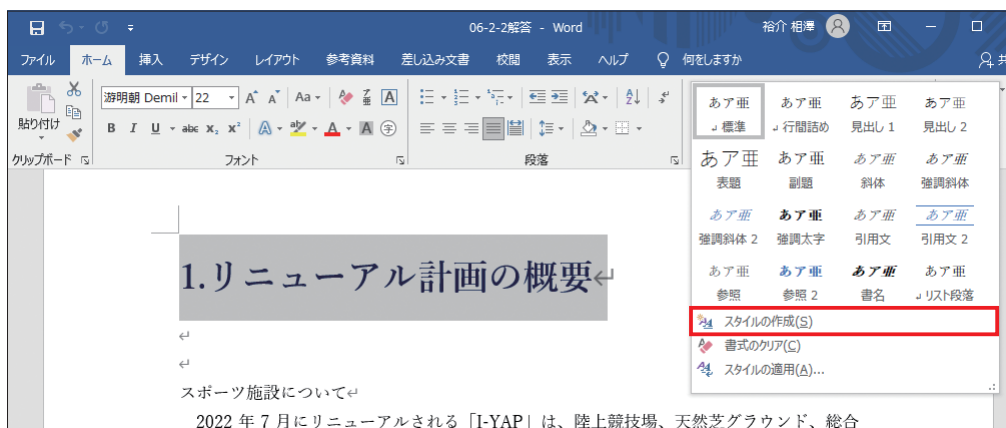 06-2-2解答 - Word
裕介 相澤
ファイル ホーム 挿入 デザイン レイアウト 参考資料 差し込み文書 校閲 表示 ヘルプ 何をしますか
游明朝 Demil 22 A A Aa
貼り付け B I U abc x₂ x² A A A 字
クリップボード フォント 段落
あア亜 あア亜 あア亜 あア亜
↲ 標準 ↲ 行間詰め 見出し 1 見出し 2
あア亜 あア亜 あア亜 あア亜
表題 副題 斜体 強調斜体
あア亜 あア亜 あア亜 あア亜
強調斜体 2 強調太字 引用文 引用文 2
あア亜 あア亜 あア亜 あア亜
参照 参照 2 書名 ↲ リスト段落
スタイルの作成(S)
書式のクリア(C)
スタイルの適用(A)...
1.リニューアル計画の概要↵
↵
↵
スポーツ施設について↵
2022 年 7 月にリニューアルされる「I-YAP」は、陸上競技場、天然芝グラウンド、総合